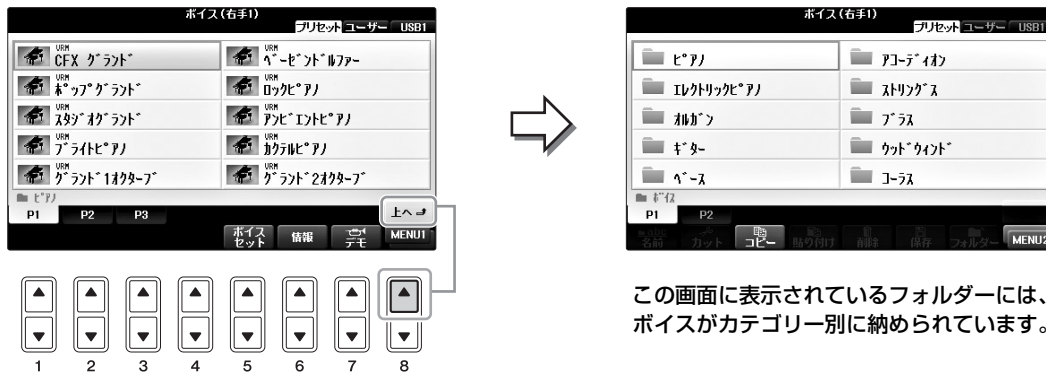 ボイス(右手1)
プリセット ユーザー USB1
VRM
CFX グランド
VRM
ベーゼンドルファー
VRM
ポップグランド
VRM
ロックピアノ
VRM
スタジオグランド
VRM
アンビエントピアノ
VRM
ブライトピアノ
VRM
カクテルピアノ
VRM
グランド1オクターブ
VRM
グランド2オクターブ
ピアノ
P1 P2 P3 上へ
ボイスセット 情報 デモ MENU1
1 2 3 4 5 6 7 8
ボイス(右手1)
プリセット ユーザー USB1
ピアノ アコーディオン
エレクトリックピアノ ストリングス
オルガン ブラス
ギター ウッドウィンド
ベース コーラス
ボイス
P1 P2
abc
名前 カット コピー 貼り付け 削除 保存 フォルダー MENU2
この画面に表示されているフォルダーには、
ボイスがカテゴリー別に納められています。